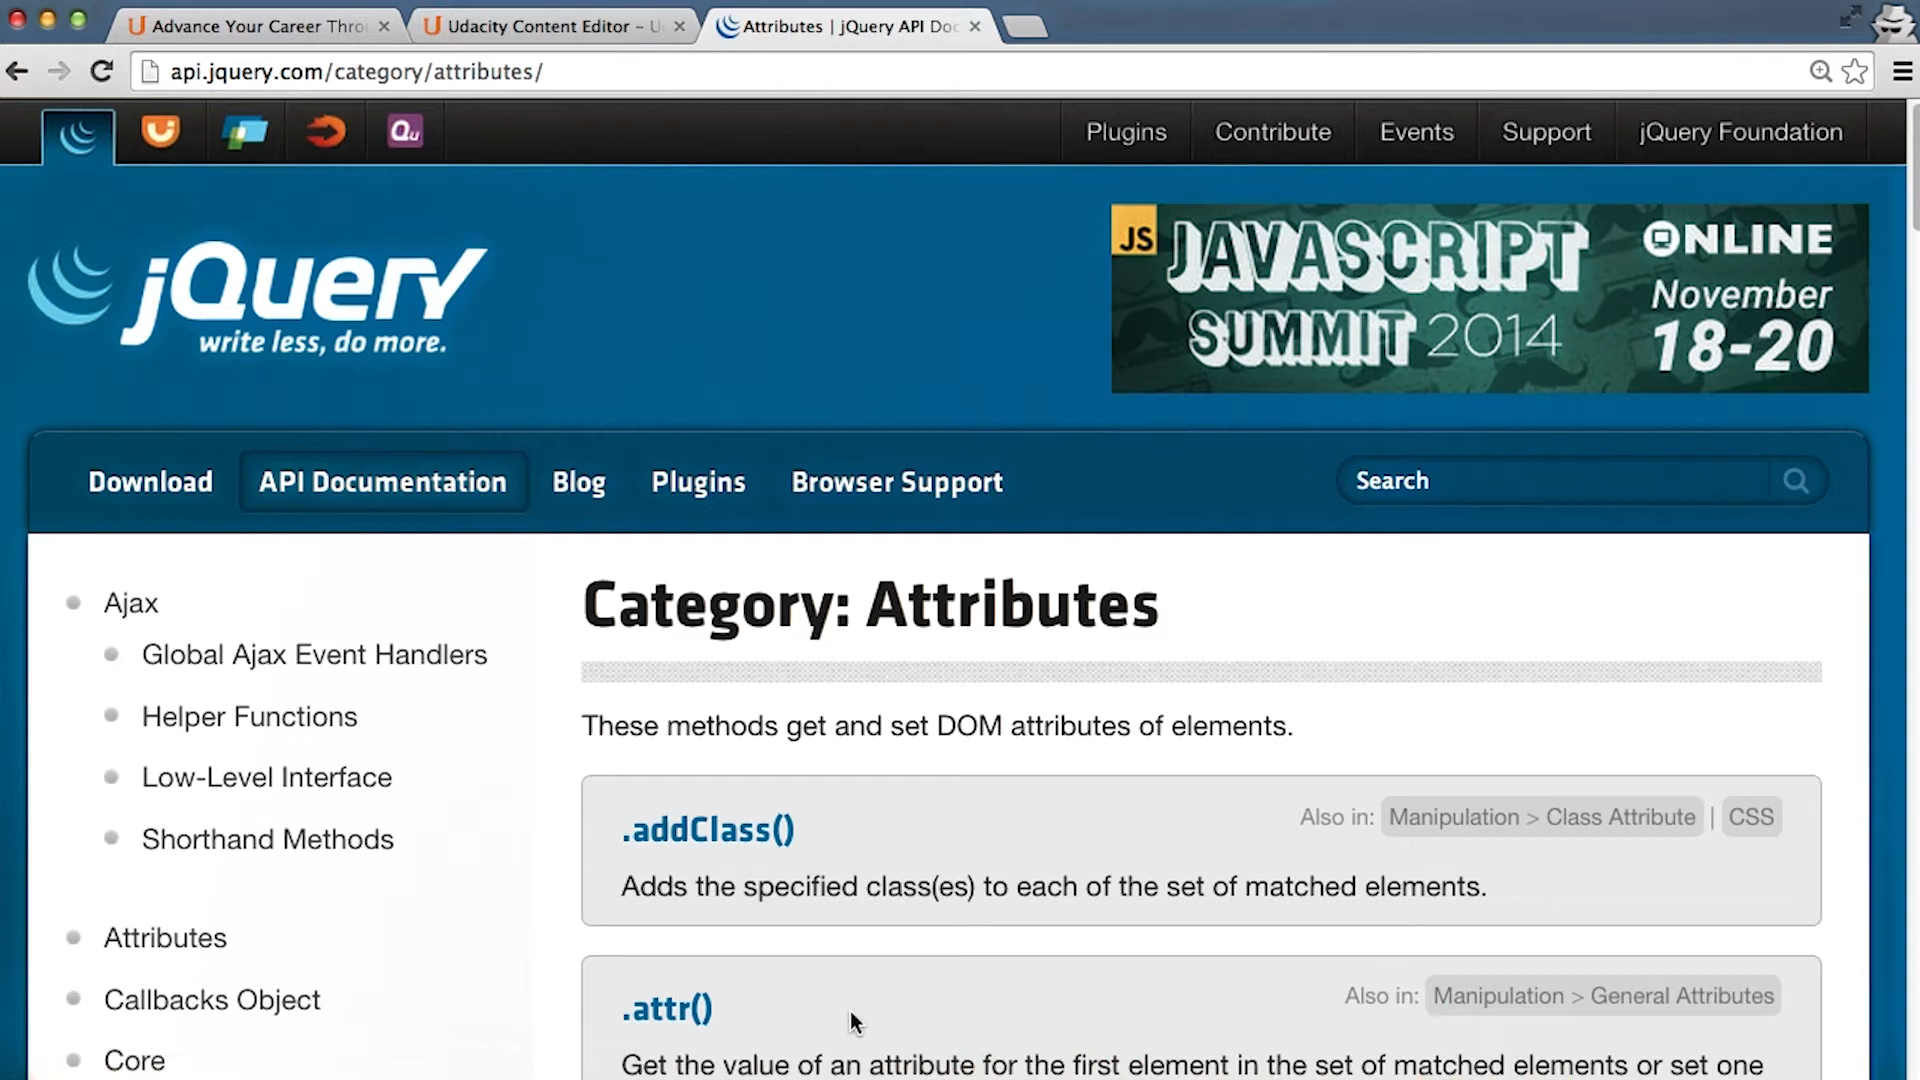 Advance Your Career Thro
Udacity Content Editor – U
Attributes | jQuery API Doc
api.jquery.com/category/attributes/
Qu
Plugins
Contribute
Events
Support
jQuery Foundation
jQuery
write less, do more.
JS
JAVASCRIPT
SUMMIT 2014
ONLINE
November
18-20
Download
API Documentation
Blog
Plugins
Browser Support
Search
Ajax
Global Ajax Event Handlers
Helper Functions
Low-Level Interface
Shorthand Methods
Attributes
Callbacks Object
Core
Category: Attributes
These methods get and set DOM attributes of elements.
.addClass()
Also in: Manipulation > Class Attribute | CSS
Adds the specified class(es) to each of the set of matched elements.
.attr()
Also in: Manipulation > General Attributes
Get the value of an attribute for the first element in the set of matched elements or set one